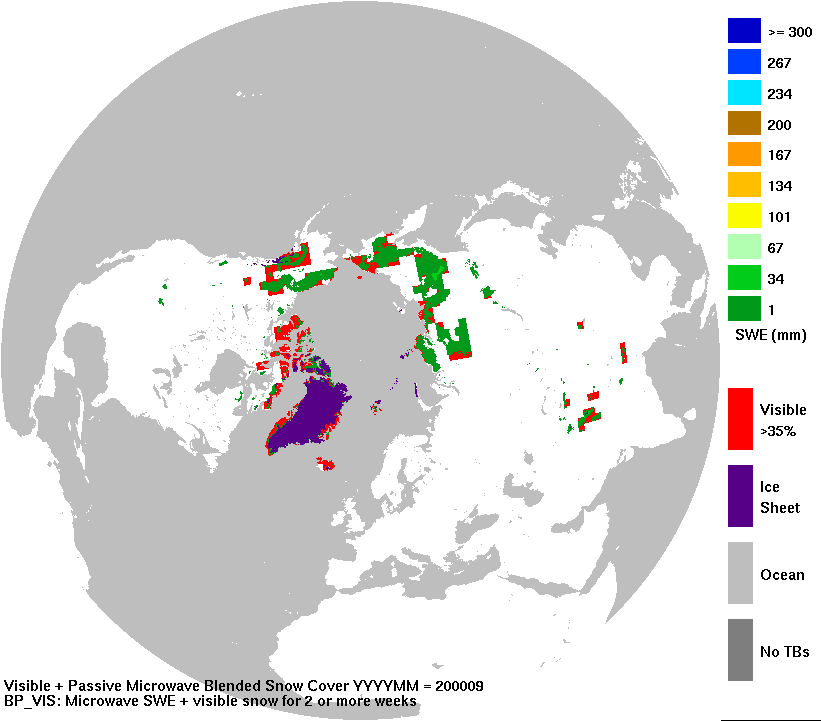 >= 300
267
234
200
167
134
101
67
34
1
SWE (mm)
Visible
>35%
Ice
Sheet
Ocean
No TBs
Visible + Passive Microwave Blended Snow Cover YYYYMM = 200009
BP_VIS: Microwave SWE + visible snow for 2 or more weeks